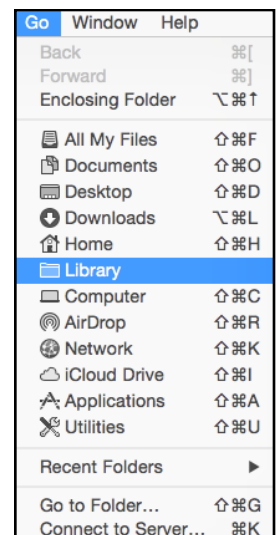 Go Window Help
Back ⌘[
Forward ⌘]
Enclosing Folder ⌥⌘↑
All My Files ⇧⌘F
Documents ⇧⌘O
Desktop ⇧⌘D
Downloads ⌥⌘L
Home ⇧⌘H
Library
Computer ⇧⌘C
AirDrop ⇧⌘R
Network ⇧⌘K
iCloud Drive ⇧⌘I
Applications ⇧⌘A
Utilities ⇧⌘U
Recent Folders ▶
Go to Folder... ⇧⌘G
Connect to Server... ⌘K